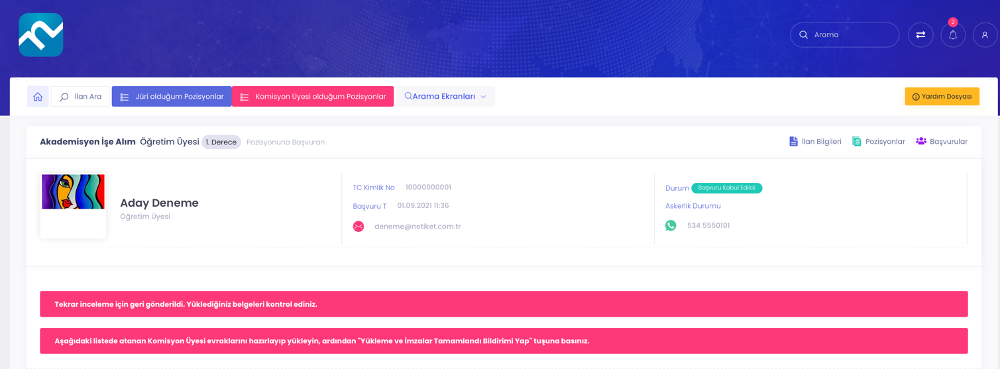 Arama
2
İlan Ara
Jüri olduğum Pozisyonlar
Komisyon Üyesi olduğum Pozisyonlar
Arama Ekranları
Yardım Dosyası
Akademisyen İşe Alım Öğretim Üyesi 1. Derece Pozisyonuna Başvuran
İlan Bilgileri
Pozisyonlar
Başvurular
Aday Deneme
Öğretim Üyesi
TC Kimlik No 10000000001
Başvuru T 01.09.2021 11:36
deneme@netiket.com.tr
Durum Başvuru Kabul Edildi
Askerlik Durumu
534 5550101
Tekrar inceleme için geri gönderildi. Yüklediğiniz belgeleri kontrol ediniz.
Aşağıdaki listede atanan Komisyon Üyesi evraklarını hazırlayıp yükleyin, ardından "Yükleme ve İmzalar Tamamlandı Bildirimi Yap" tuşuna basınız.